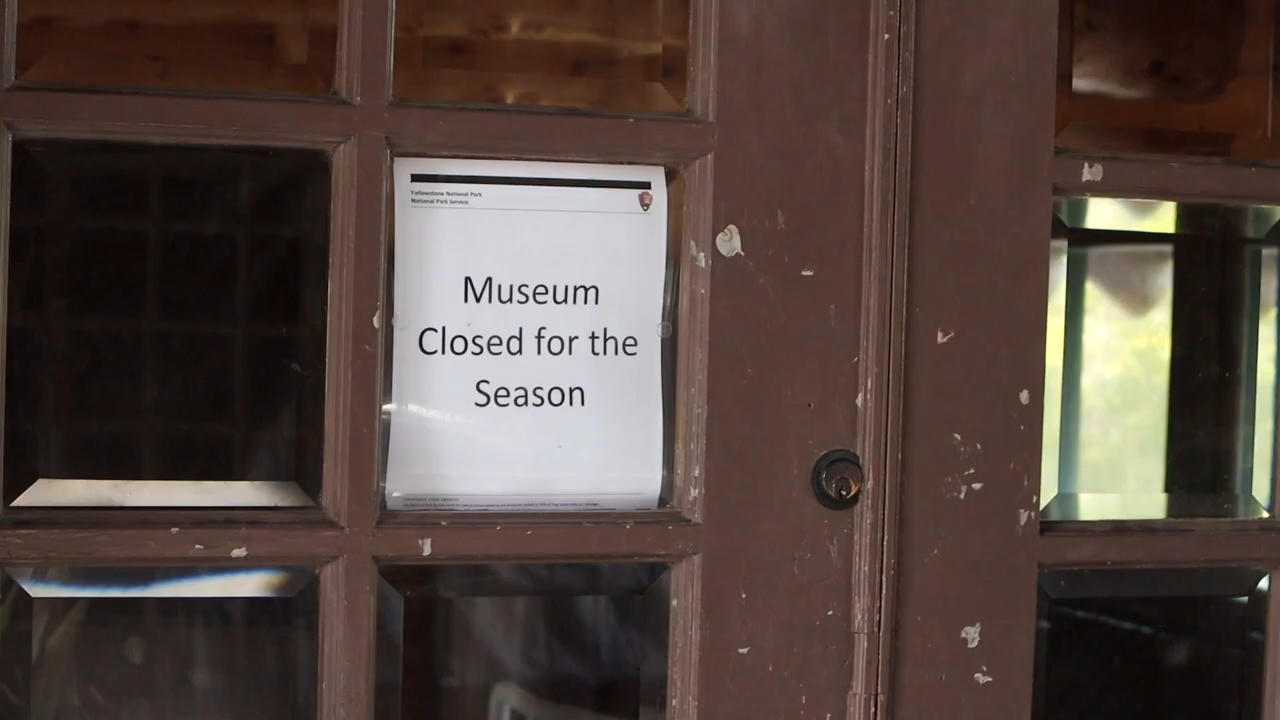 Yellowstone National Park
National Park Service
Museum
Closed for the
Season